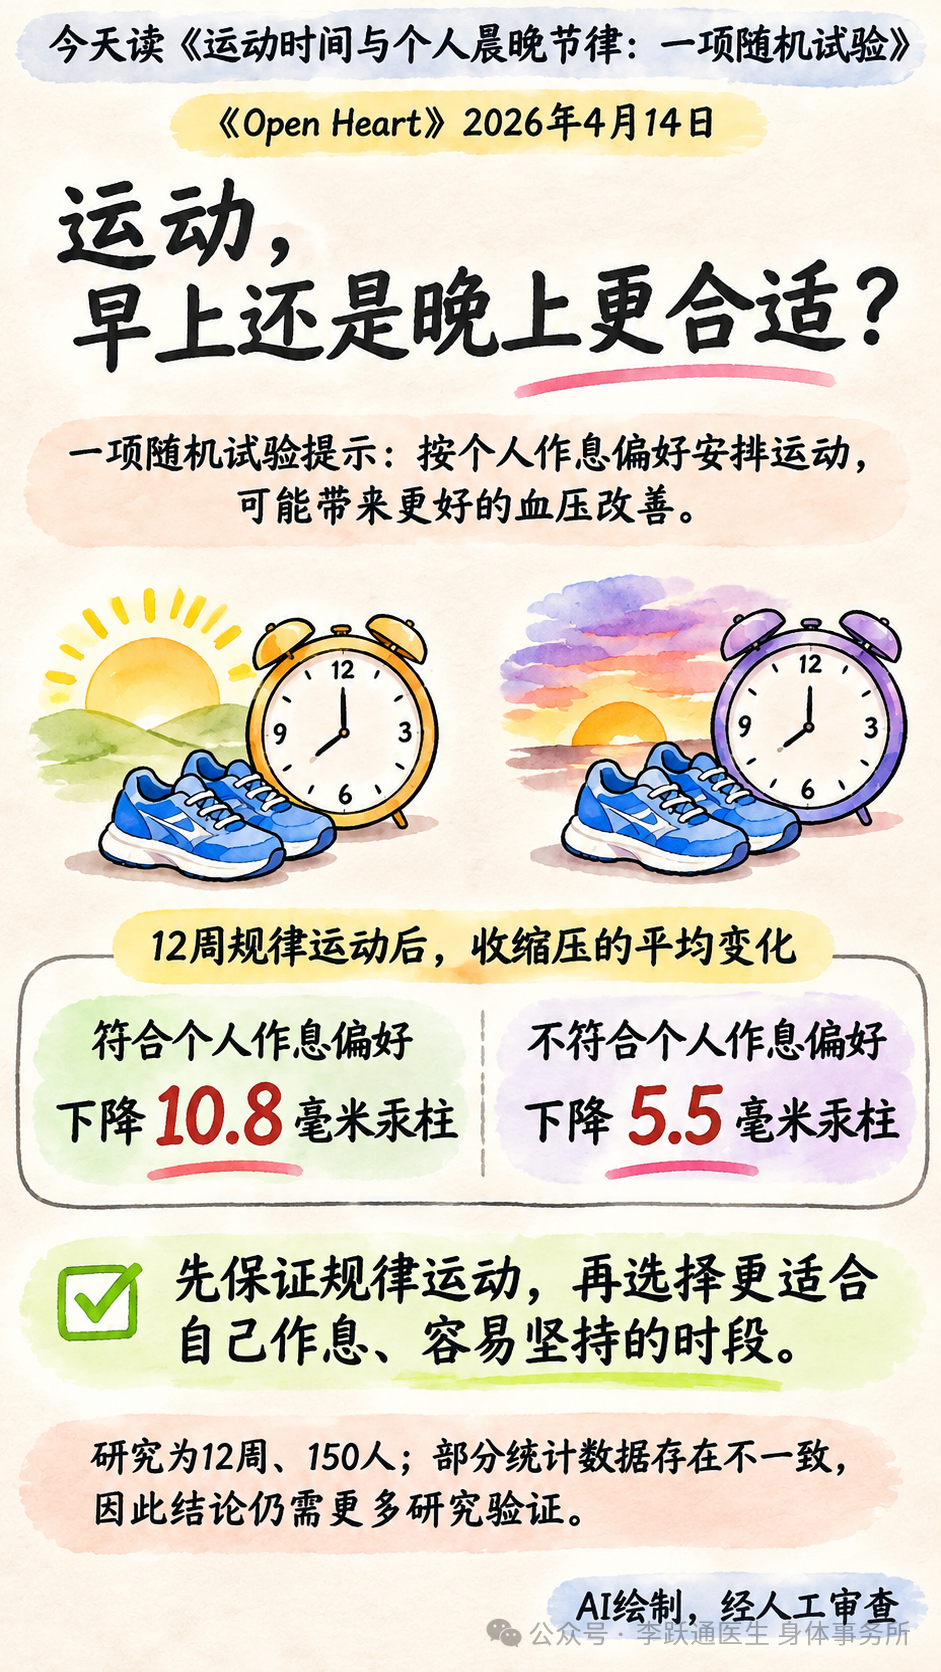 今天读《运动时间与个人晨晚节律：一项随机试验》
《Open Heart》2026年4月14日
运动，
早上还是晚上更合适？
一项随机试验提示：按个人作息偏好安排运动，
可能带来更好的血压改善。
12
9
3
6
12
9
3
6
12周规律运动后，收缩压的平均变化
符合个人作息偏好
下降10.8毫米汞柱
不符合个人作息偏好
下降5.5毫米汞柱
先保证规律运动，再选择更适合
自己作息、容易坚持的时段。
研究为12周、150人；部分统计数据存在不一致，
因此结论仍需更多研究验证。
AI绘制，经人工审查
公众号·李跃通医生 身体事务所